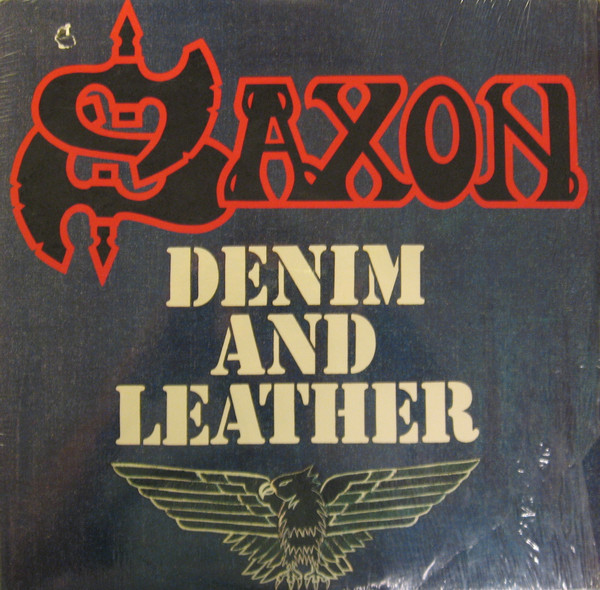 SAXON
DENIM
AND
LEATHER